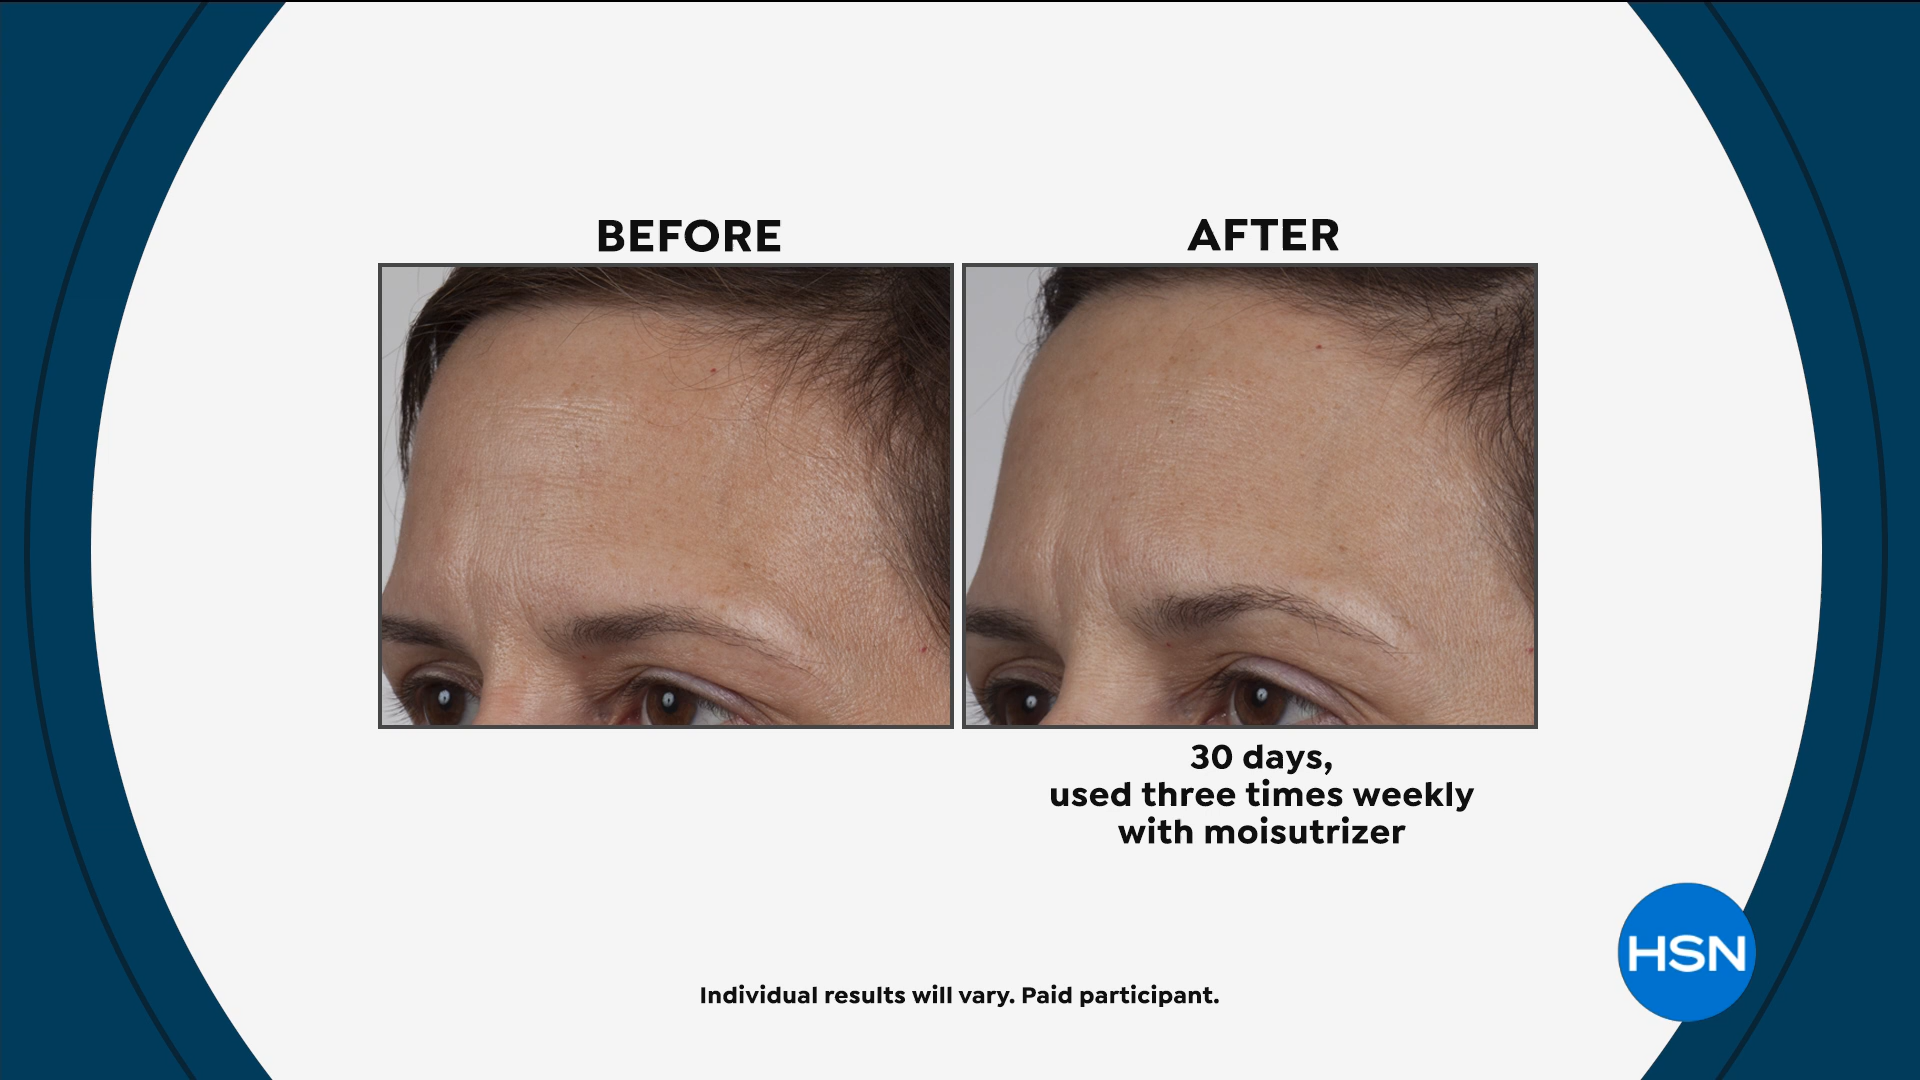 BEFORE
AFTER
30 days,
used three times weekly
with moisutrizer
Individual results will vary. Paid participant.
HSN